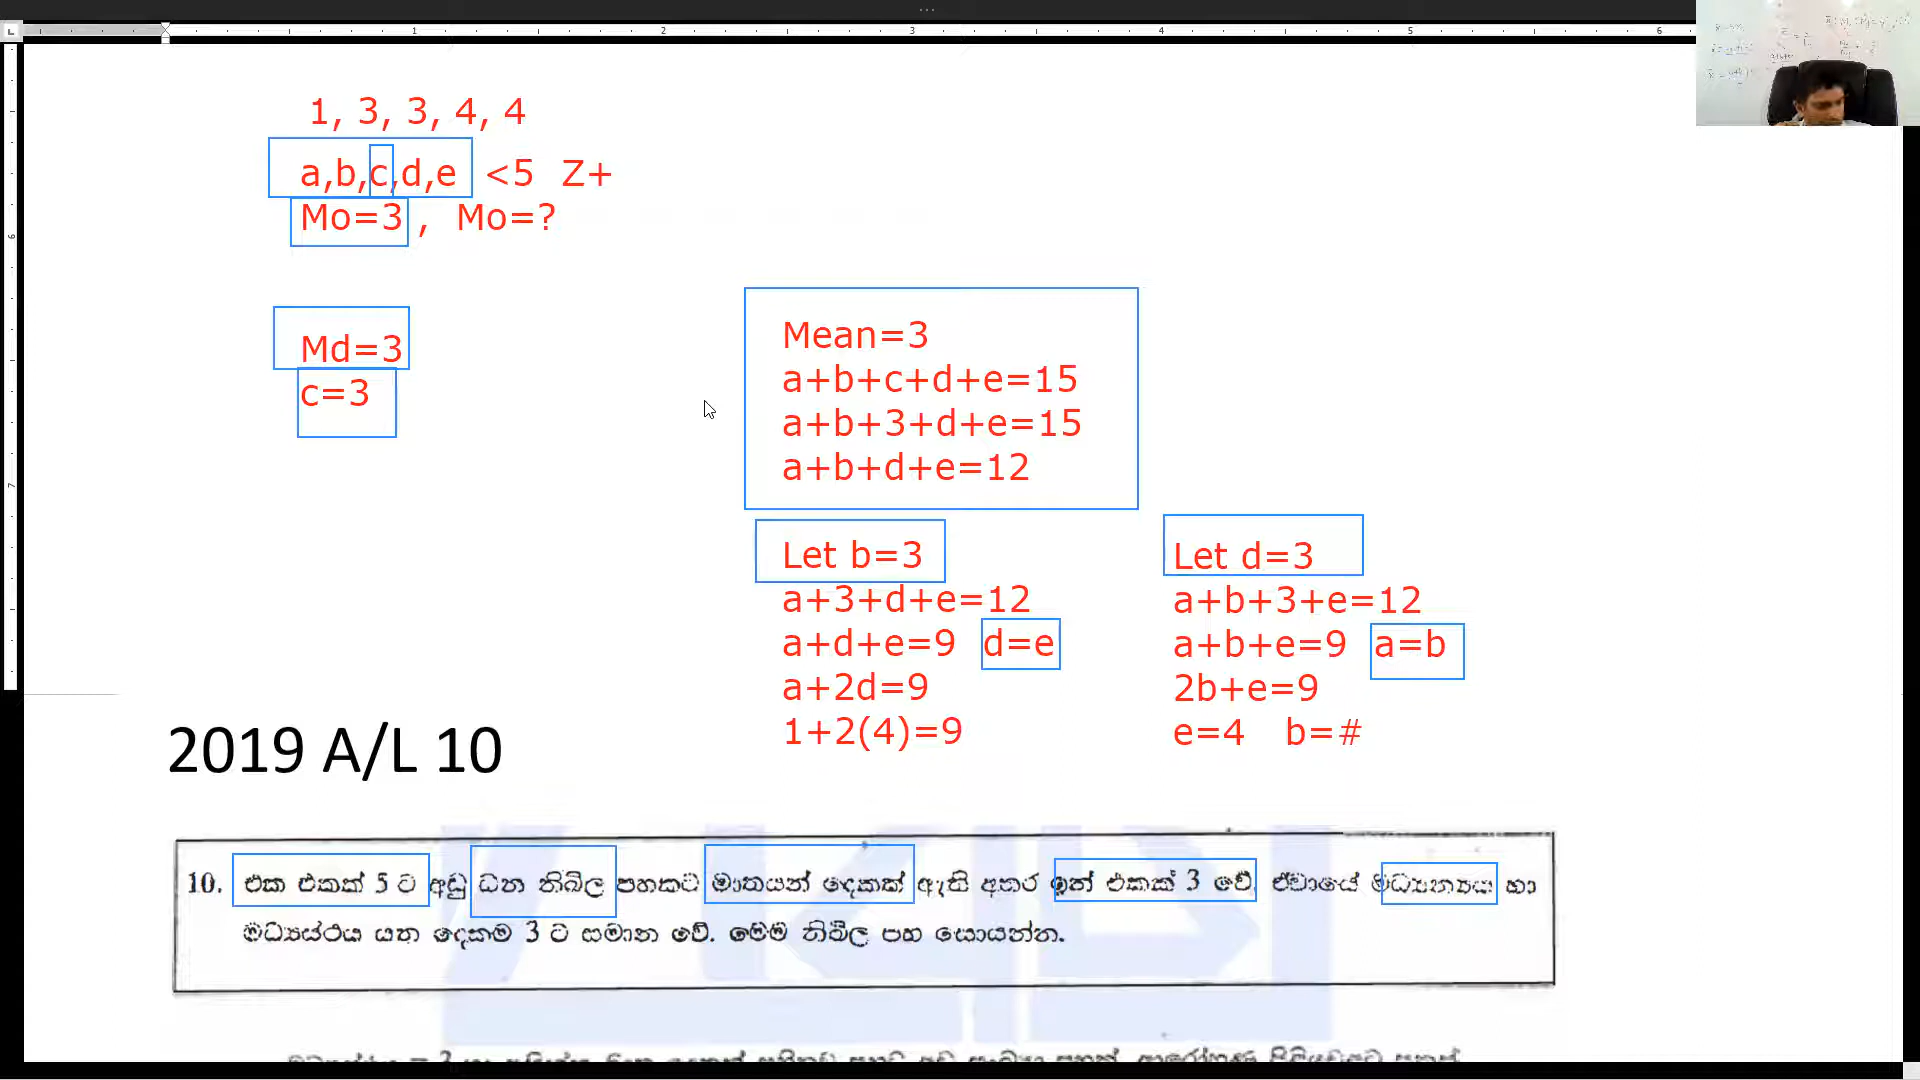 1, 3, 3, 4, 4
a,b,c,d,e <5 Z+
Mo=3 , Mo=?
Md=3
c=3
Mean=3
a+b+c+d+e=15
a+b+3+d+e=15
a+b+d+e=12
Let b=3
a+3+d+e=12
a+d+e=9 d=e
a+2d=9
1+2(4)=9
Let d=3
a+b+3+e=12
a+b+e=9 a=b
2b+e=9
e=4 b=#
2019 A/L 10
10. එක එකක් 5 ට අඩු ධන නිඛිල පහකට මාතයන් දෙකක් ඇති අතර ඉන් එකක් 3 වේ. ඒවායේ මධ්‍යන්‍යය හා
මධ්‍යස්ථය යන දෙකම 3 ට සමාන වේ. මෙම නිඛිල පහ සොයන්න.